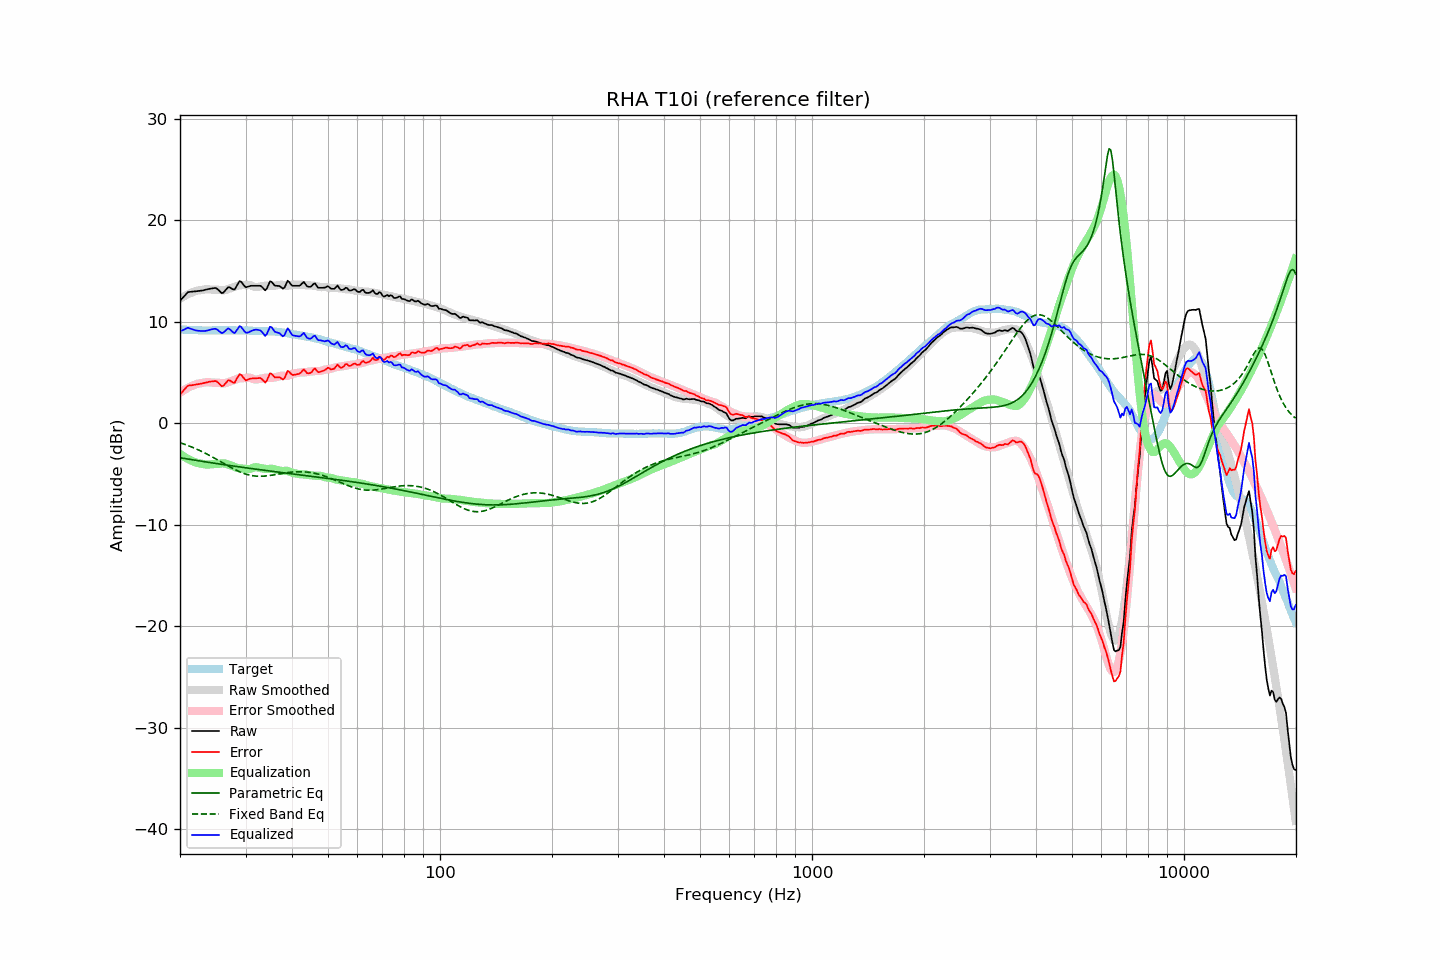 RHA T10i (reference filter)
30
20
10
0
−10
−20
−30
−40
Amplitude (dBr)
Target
Raw Smoothed
Error Smoothed
Raw
Error
Equalization
Parametric Eq
Fixed Band Eq
Equalized
100
1000
10000
Frequency (Hz)